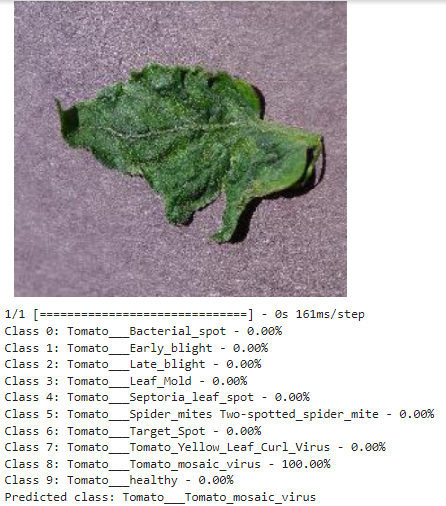 1/1 [==============================] - 0s 161ms/step
Class 0: Tomato___Bacterial_spot - 0.00%
Class 1: Tomato___Early_blight - 0.00%
Class 2: Tomato___Late_blight - 0.00%
Class 3: Tomato___Leaf_Mold - 0.00%
Class 4: Tomato___Septoria_leaf_spot - 0.00%
Class 5: Tomato___Spider_mites Two-spotted_spider_mite - 0.00%
Class 6: Tomato___Target_Spot - 0.00%
Class 7: Tomato___Tomato_Yellow_Leaf_Curl_Virus - 0.00%
Class 8: Tomato___Tomato_mosaic_virus - 100.00%
Class 9: Tomato___healthy - 0.00%
Predicted class: Tomato___Tomato_mosaic_virus